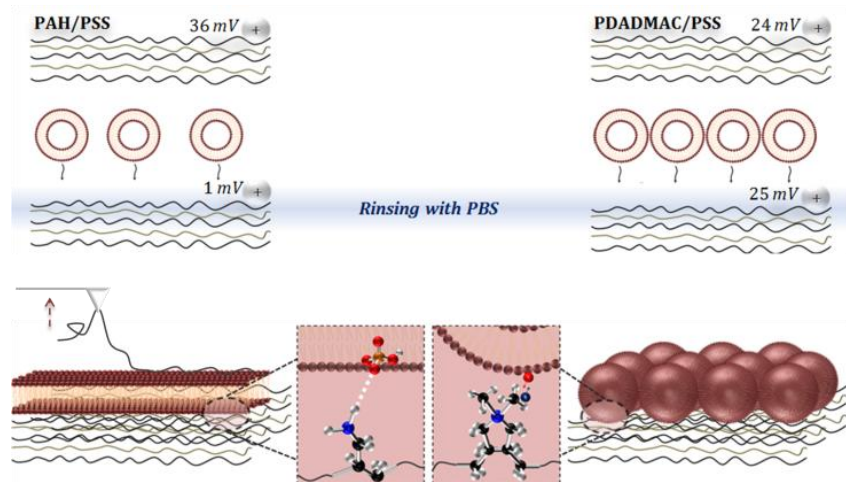 PAH/PSS
36 mV
+
PDADMAC/PSS
24 mV
+
1 mV
+
Rinsing with PBS
25 mV
+